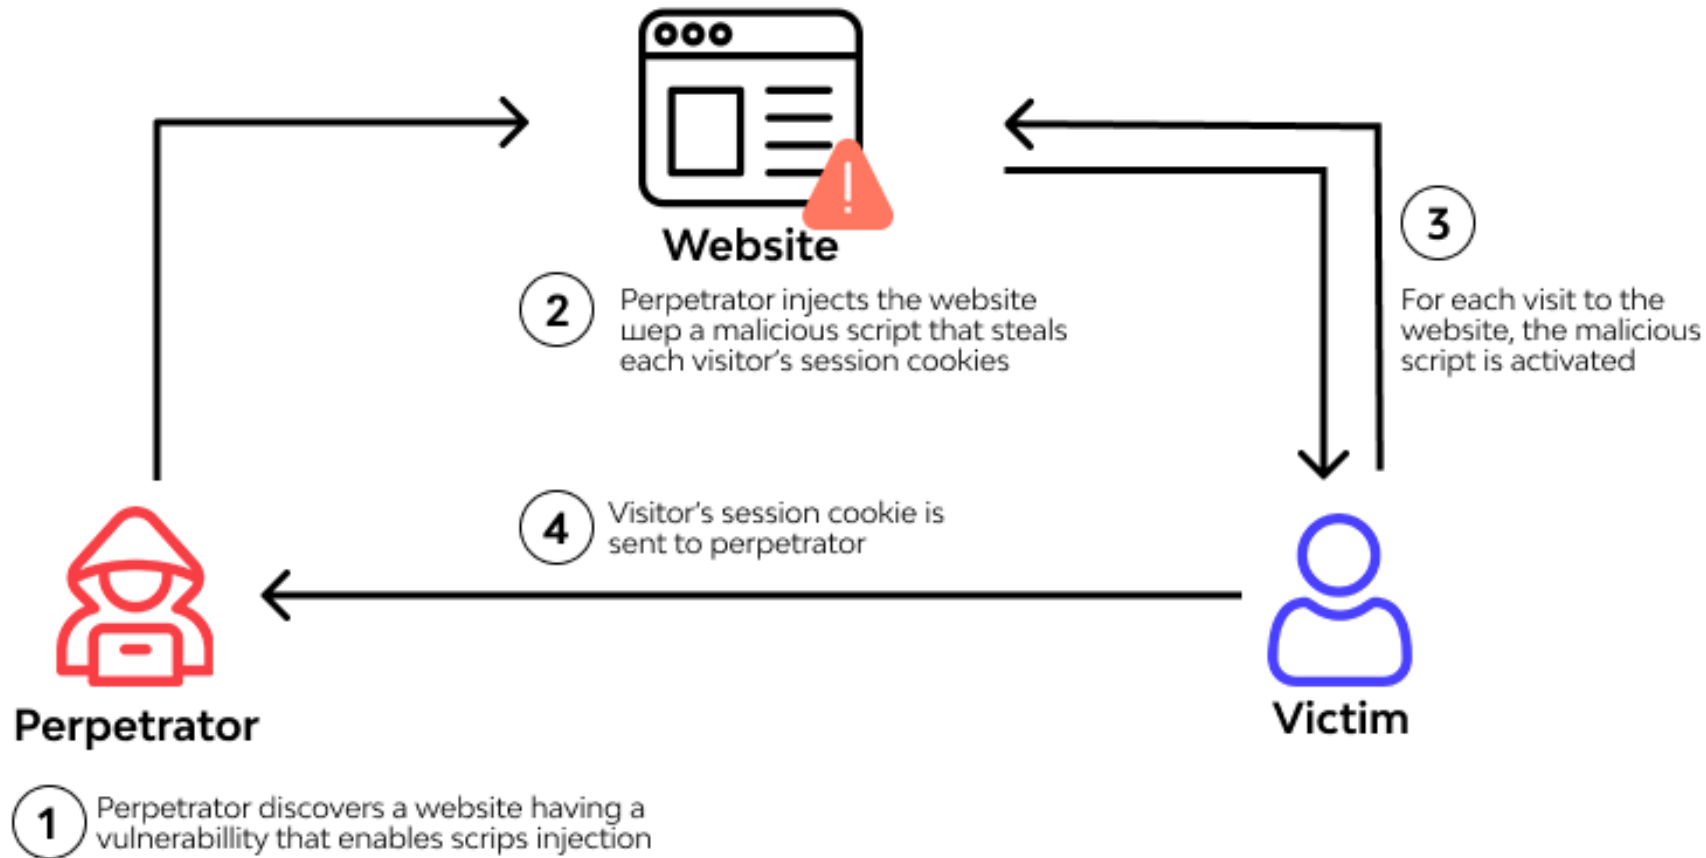 Website
2
Perpetrator injects the website
шер a malicious script that steals
each visitor's session cookies
3
For each visit to the
website, the malicious
script is activated
4
Visitor's session cookie is
sent to perpetrator
Perpetrator
Victim
1
Perpetrator discovers a website having a
vulnerabillity that enables scrips injection